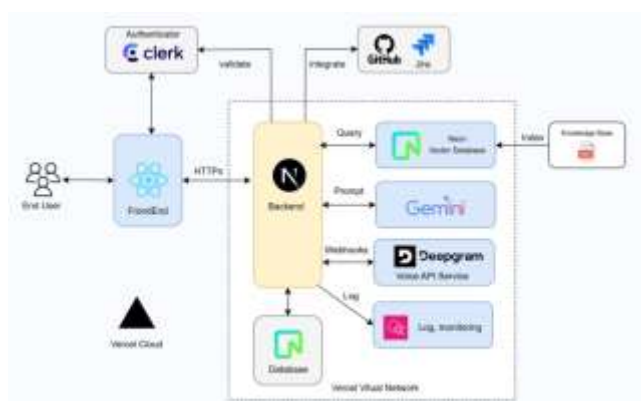 Authenticator
clerk
validate
integrate
GitHub
Jira
Query
Neon
Vector Database
Index
Knowledge Base
HTTPs
End User
FrontEnd
Backend
Prompt
Gemini
Webhooks
Deepgram
Voice API Service
Log
Log, monitoring
Vercel Cloud
Database
Vercel Vitual Network